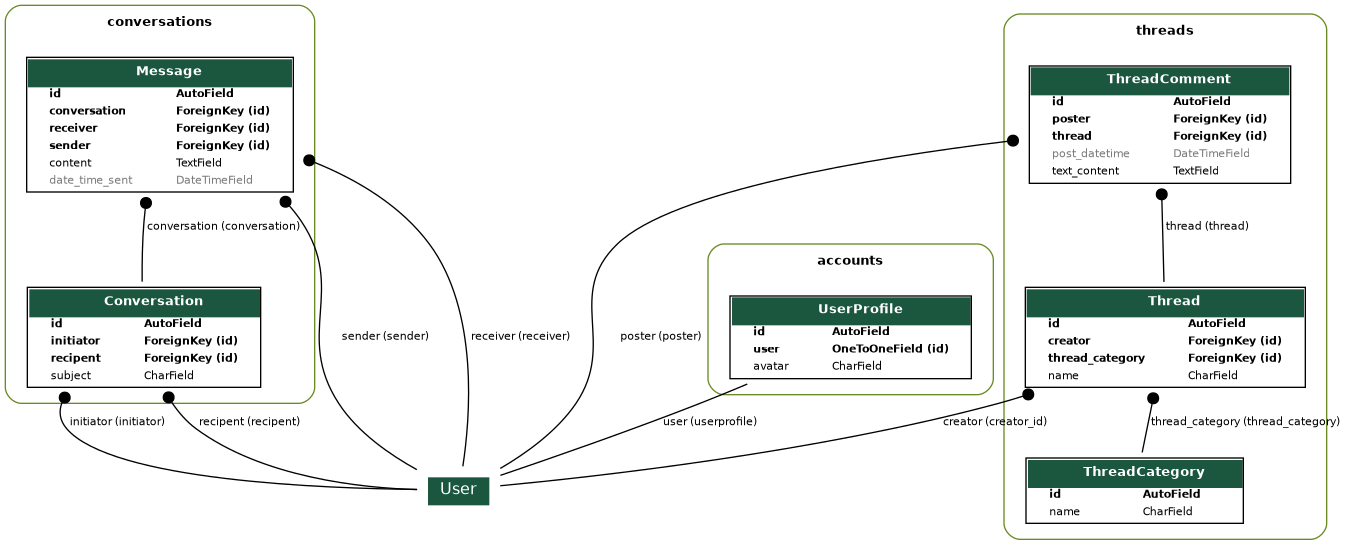 conversations
Message
id AutoField
conversation ForeignKey (id)
receiver ForeignKey (id)
sender ForeignKey (id)
content TextField
date_time_sent DateTimeField
conversation (conversation)
Conversation
id AutoField
initiator ForeignKey (id)
recipent ForeignKey (id)
subject CharField
initiator (initiator)
recipent (recipent)
sender (sender)
receiver (receiver)
poster (poster)
accounts
UserProfile
id AutoField
user OneToOneField (id)
avatar CharField
user (userprofile)
User
threads
ThreadComment
id AutoField
poster ForeignKey (id)
thread ForeignKey (id)
post_datetime DateTimeField
text_content TextField
thread (thread)
Thread
id AutoField
creator ForeignKey (id)
thread_category ForeignKey (id)
name CharField
creator (creator_id)
thread_category (thread_category)
ThreadCategory
id AutoField
name CharField